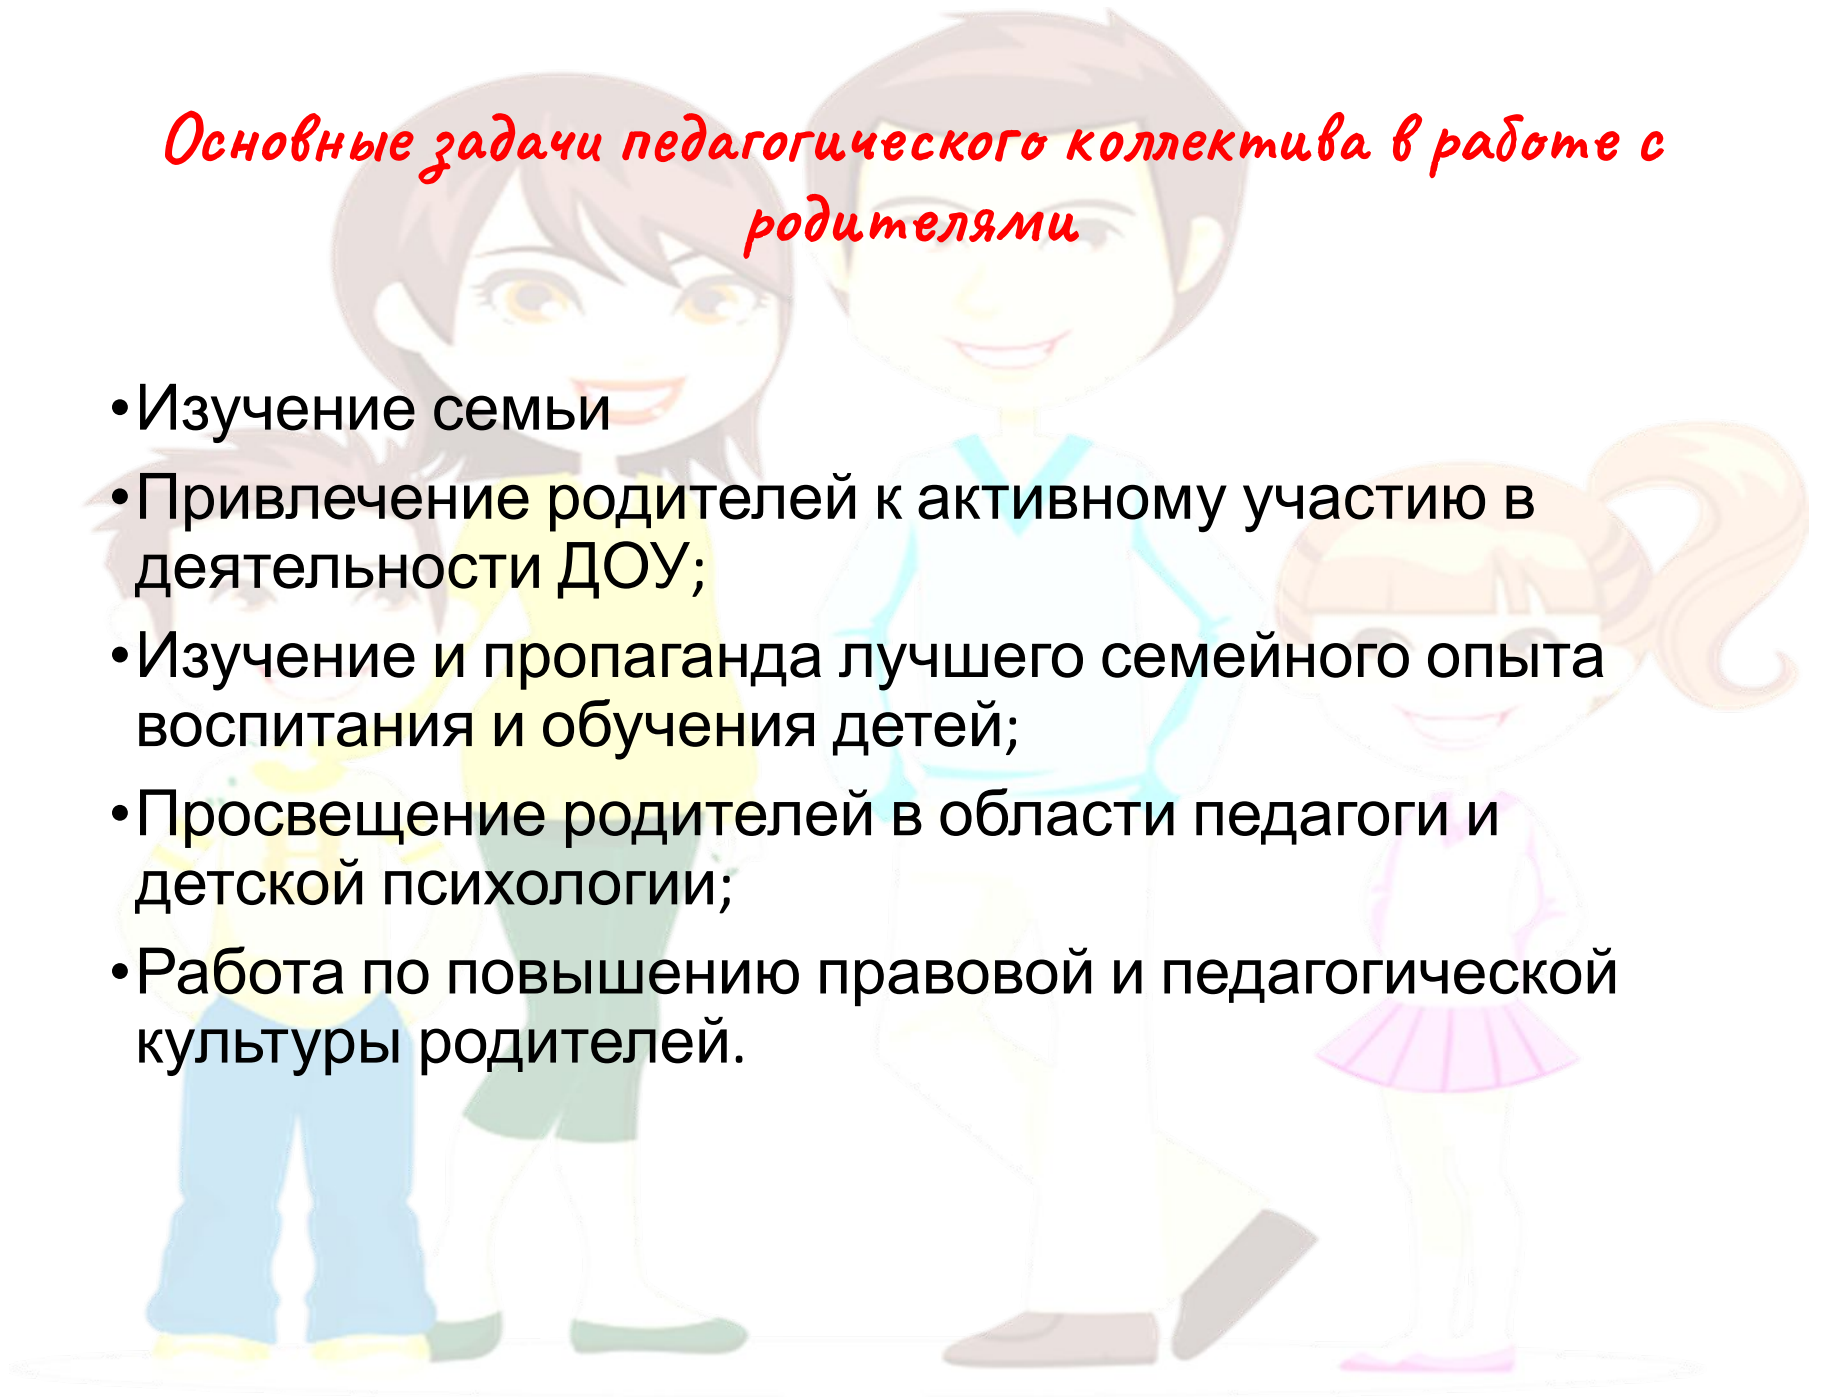 Основные задачи педагогического коллектива в работе с
родителями
•Изучение семьи
•Привлечение родителей к активному участию в
деятельности ДОУ;
•Изучение и пропаганда лучшего семейного опыта
воспитания и обучения детей;
•Просвещение родителей в области педагоги и
детской психологии;
•Работа по повышению правовой и педагогической
культуры родителей.